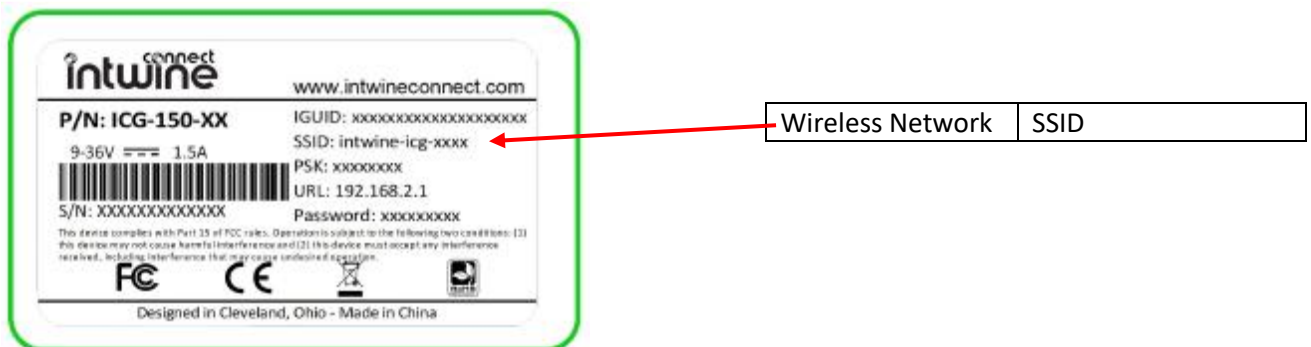 intwine connect
www.intwineconnect.com
P/N: ICG-150-XX
9-36V 1.5A
S/N: XXXXXXXXXXXXX
IGUID: xxxxxxxxxxxxxxxxxxxx
SSID: intwine-icg-xxxx
PSK: xxxxxxxx
URL: 192.168.2.1
Password: xxxxxxxxx
This device complies with Part 15 of FCC rules. Operation is subject to the following two conditions: (1)
this device may not cause harmful interference and (2) this device must accept any interference
received, including interference that may cause undesired operation.
FC CE
Designed in Cleveland, Ohio - Made in China
Wireless Network SSID